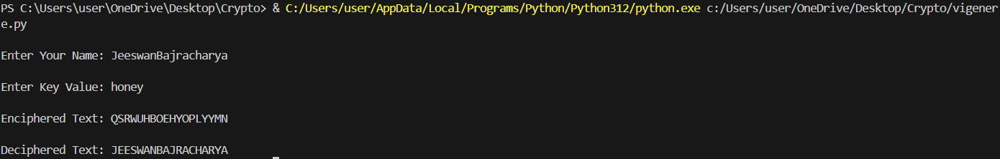 PS C:\Users\user\OneDrive\Desktop\Crypto> & C:/Users/user/AppData/Local/Programs/Python/Python312/python.exe c:/Users/user/OneDrive/Desktop/Crypto/vigener
e.py
Enter Your Name: JeeswanBajracharya
Enter Key Value: honey
Enciphered Text: QSRWUHBOEHYOPLYYMN
Deciphered Text: JEESWANBAJRACHARYA